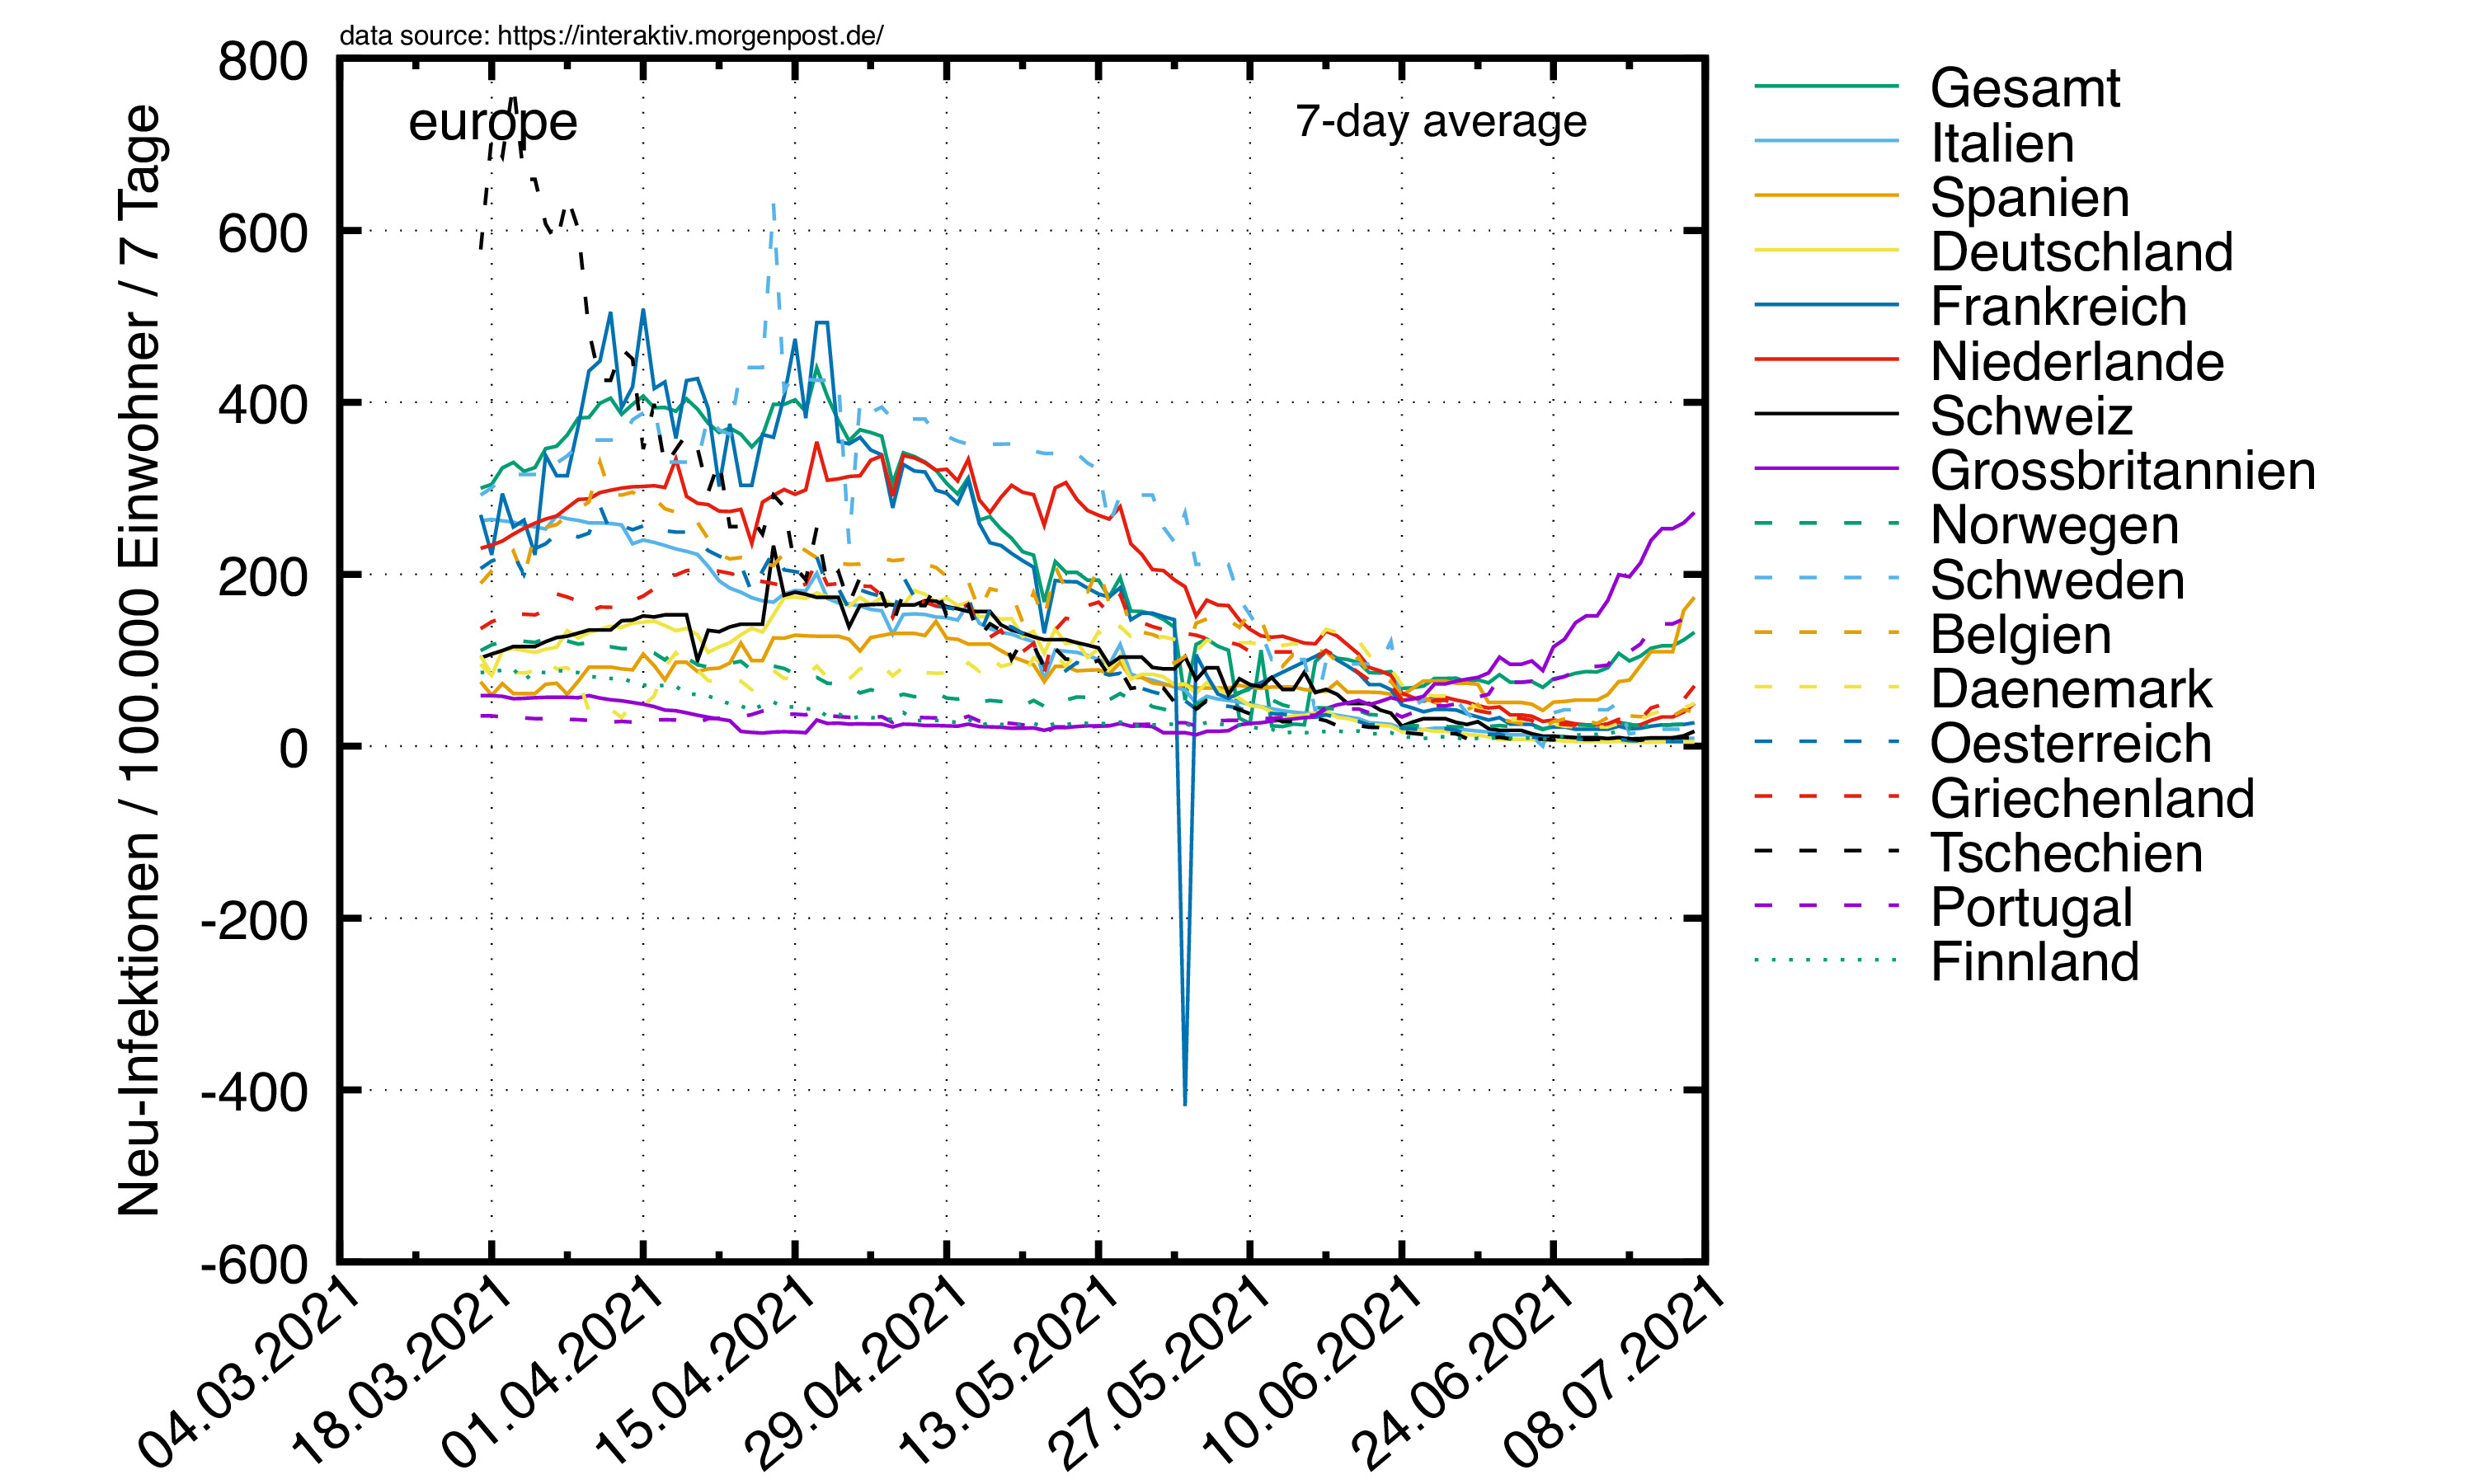 data source: https://interaktiv.morgenpost.de/
europe
7-day average
Neu-Infektionen / 100.000 Einwohner / 7 Tage
800
600
400
200
0
-200
-400
-600
04.03.2021
18.03.2021
01.04.2021
15.04.2021
29.04.2021
13.05.2021
27.05.2021
10.06.2021
24.06.2021
08.07.2021
Gesamt
Italien
Spanien
Deutschland
Frankreich
Niederlande
Schweiz
Grossbritannien
Norwegen
Schweden
Belgien
Daenemark
Oesterreich
Griechenland
Tschechien
Portugal
Finnland